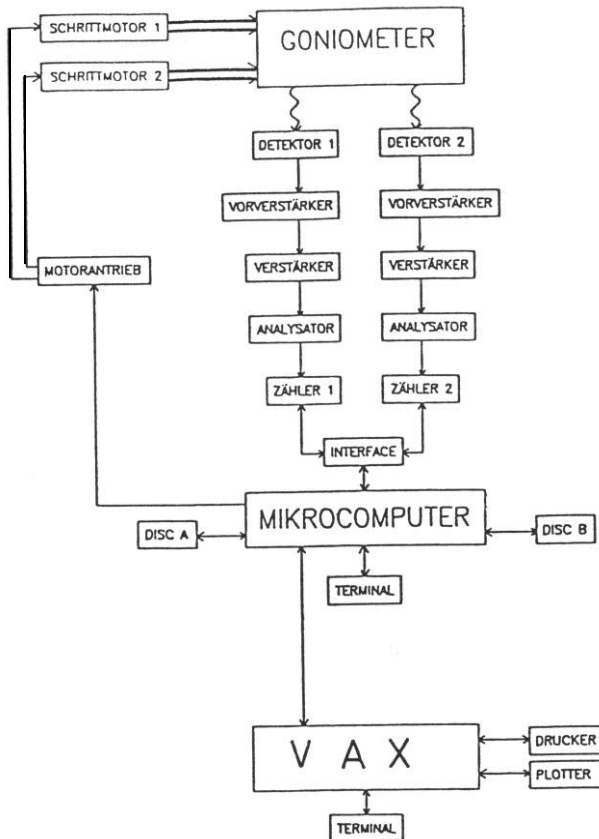 SCHRITTMOTOR 1
GONIOMETER
SCHRITTMOTOR 2
DETEKTOR 1
DETEKTOR 2
VORVERSTÄRKER
VORVERSTÄRKER
MOTORANTRIEB
VERSTÄRKER
VERSTÄRKER
ANALYSATOR
ANALYSATOR
ZÄHLER 1
ZÄHLER 2
INTERFACE
MIKROCOMPUTER
DISC A
DISC B
TERMINAL
VAX
DRUCKER
PLOTTER
TERMINAL